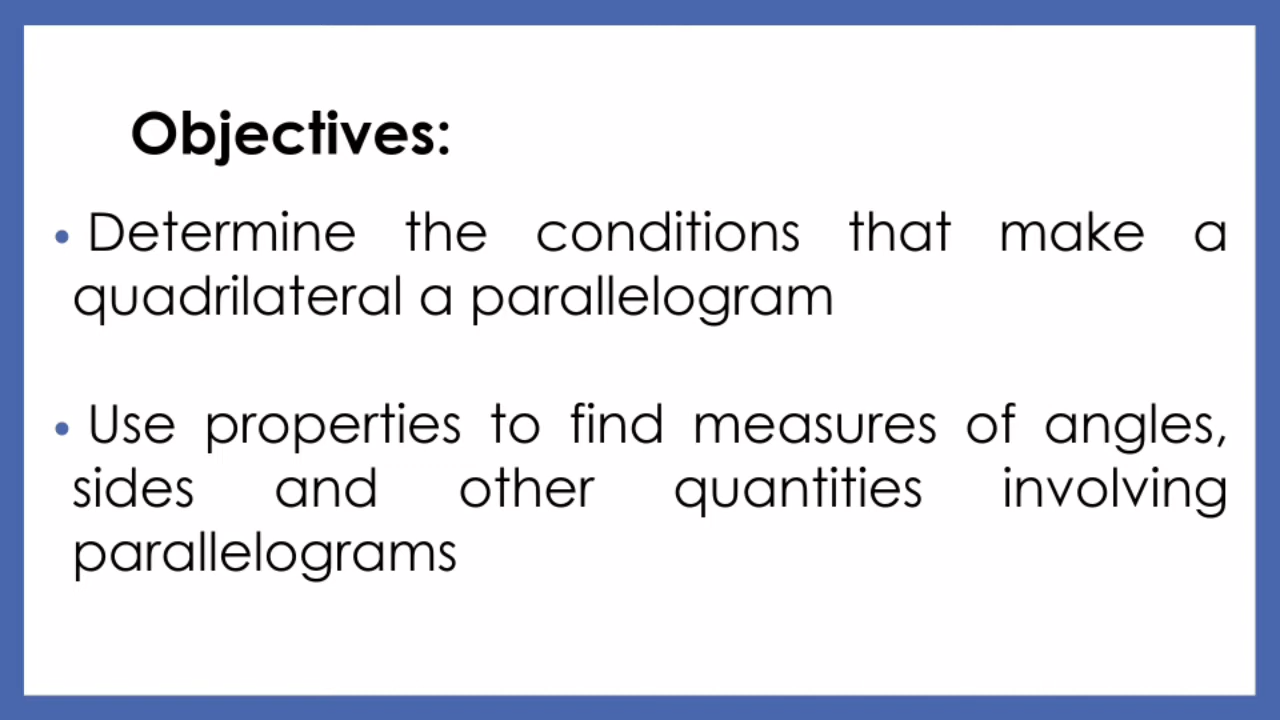 Objectives:
• Determine the conditions that make a
quadrilateral a parallelogram
• Use properties to find measures of angles,
sides and other quantities involving
parallelograms